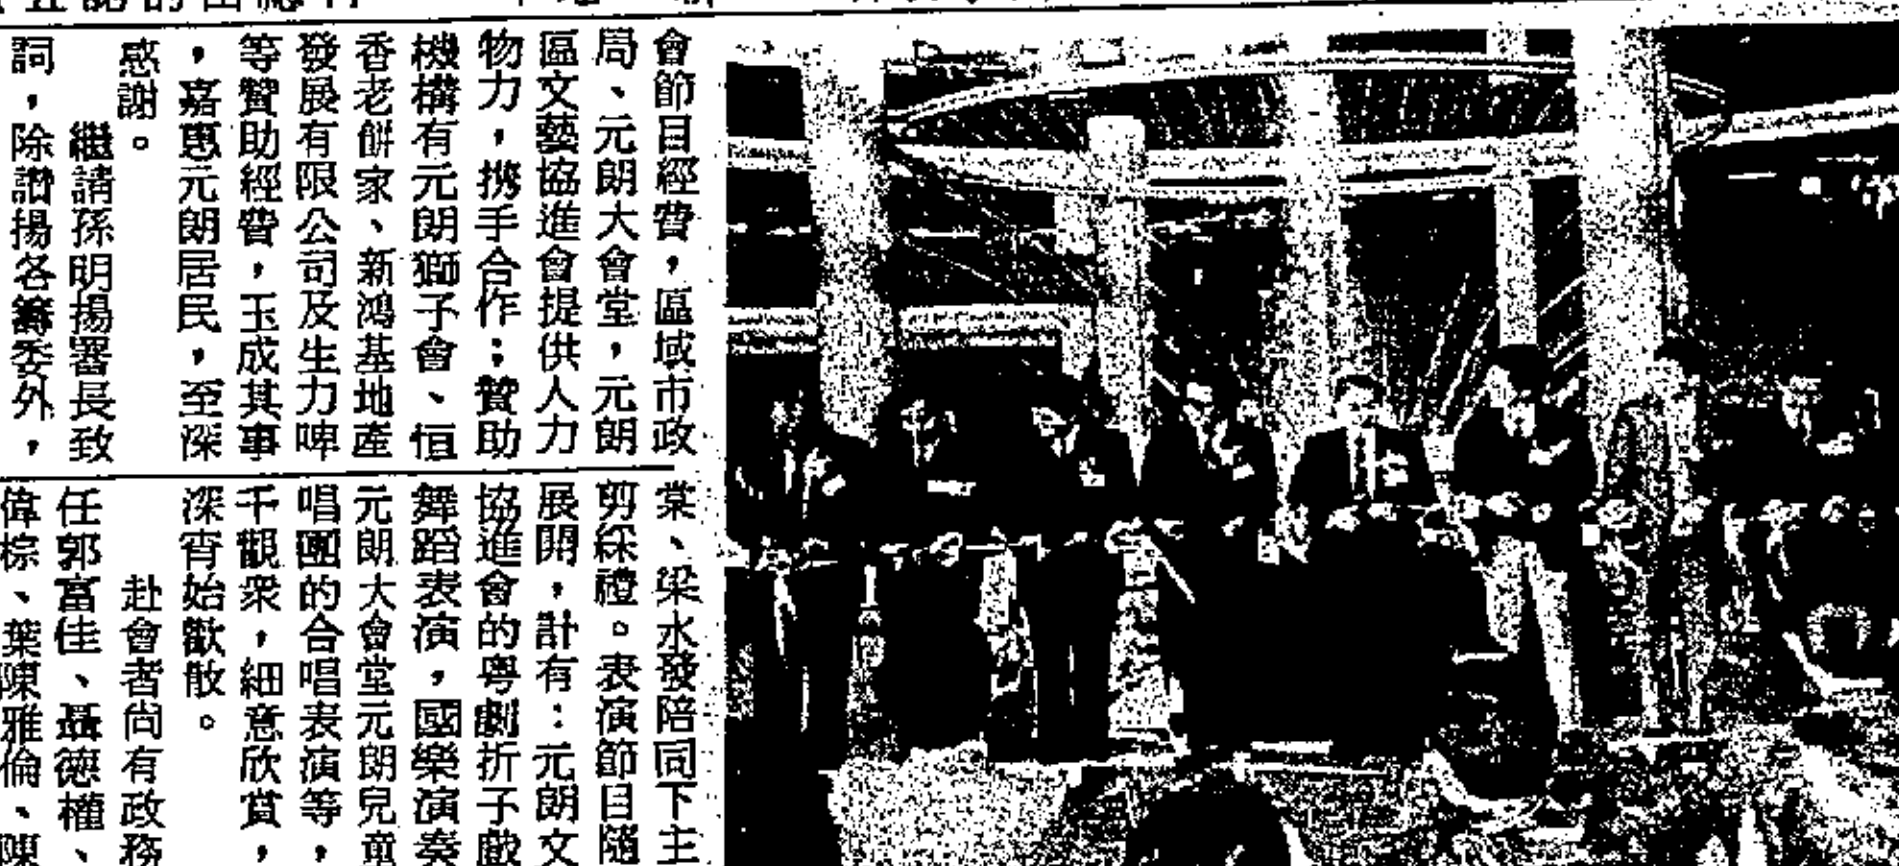 會節目經費，區域市政
局、元朗大會堂，元朗
區文藝協進會提供人力
物力，携手合作；贊助
機構有元朗獅子會、恒
香老餅家、新鴻基地產
發展有限公司及生力啤
等贊助經費，玉成其事
，嘉惠元朗居民，至深
感謝。
繼請孫明揚署長致
詞，除讚揚各籌委外，
棠、梁水發陪同下主
剪綵禮。表演節目隨
展開，計有：元朗文
協進會的粵劇折子戲
舞蹈表演，國樂演奏
元朗大會堂元朗兒童
唱團的合唱表演等，
千觀衆，細意欣賞，
深宵始歡散。
赴會者尚有政務
任郭富佳、聶德權、
偉棕、葉陳雅倫、陳